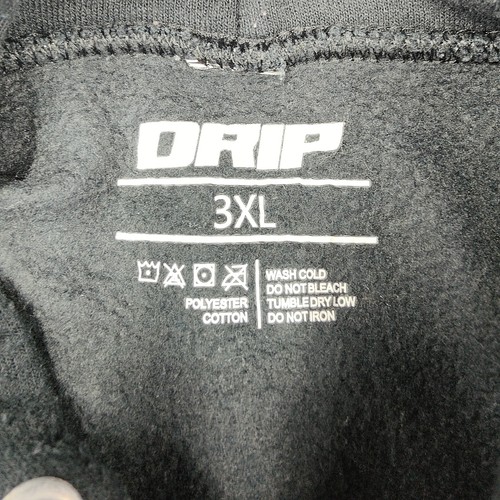 DRIP
3XL
POLYESTER
COTTON
WASH COLD
DO NOT BLEACH
TUMBLE DRY LOW
DO NOT IRON